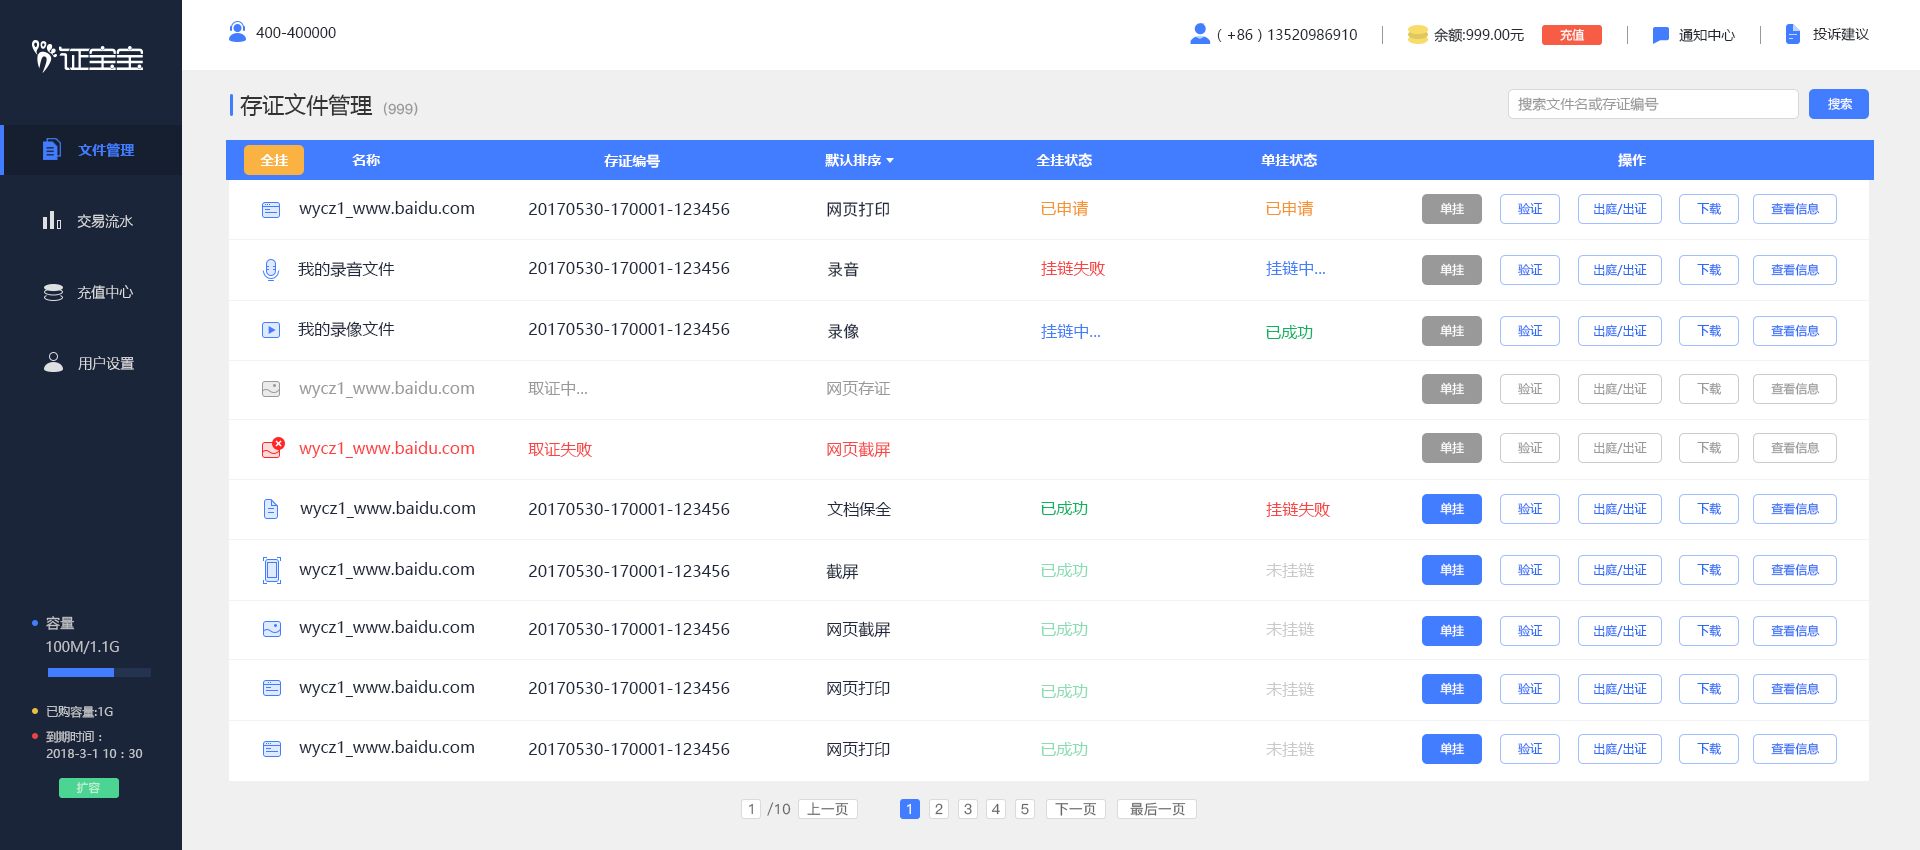 证宝宝
文件管理
交易流水
充值中心
用户设置
容量
100M/1.1G
已购容量:1G
到期时间：
2018-3-1 10：30
扩容
400-400000
（+86）13520986910
余额:999.00元
充值
通知中心
投诉建议
存证文件管理 (999)
搜索文件名或存证编号
搜索
全挂 名称 存证编号 默认排序 全挂状态 单挂状态 操作
wycz1_www.baidu.com 20170530-170001-123456 网页打印 已申请 已申请 单挂 验证 出庭/出证 下载 查看信息
我的录音文件 20170530-170001-123456 录音 挂链失败 挂链中... 单挂 验证 出庭/出证 下载 查看信息
我的录像文件 20170530-170001-123456 录像 挂链中... 已成功 单挂 验证 出庭/出证 下载 查看信息
wycz1_www.baidu.com 取证中... 网页存证 单挂 验证 出庭/出证 下载 查看信息
wycz1_www.baidu.com 取证失败 网页截屏 单挂 验证 出庭/出证 下载 查看信息
wycz1_www.baidu.com 20170530-170001-123456 文档保全 已成功 挂链失败 单挂 验证 出庭/出证 下载 查看信息
wycz1_www.baidu.com 20170530-170001-123456 截屏 已成功 未挂链 单挂 验证 出庭/出证 下载 查看信息
wycz1_www.baidu.com 20170530-170001-123456 网页截屏 已成功 未挂链 单挂 验证 出庭/出证 下载 查看信息
wycz1_www.baidu.com 20170530-170001-123456 网页打印 已成功 未挂链 单挂 验证 出庭/出证 下载 查看信息
wycz1_www.baidu.com 20170530-170001-123456 网页打印 已成功 未挂链 单挂 验证 出庭/出证 下载 查看信息
1 /10 上一页 1 2 3 4 5 下一页 最后一页